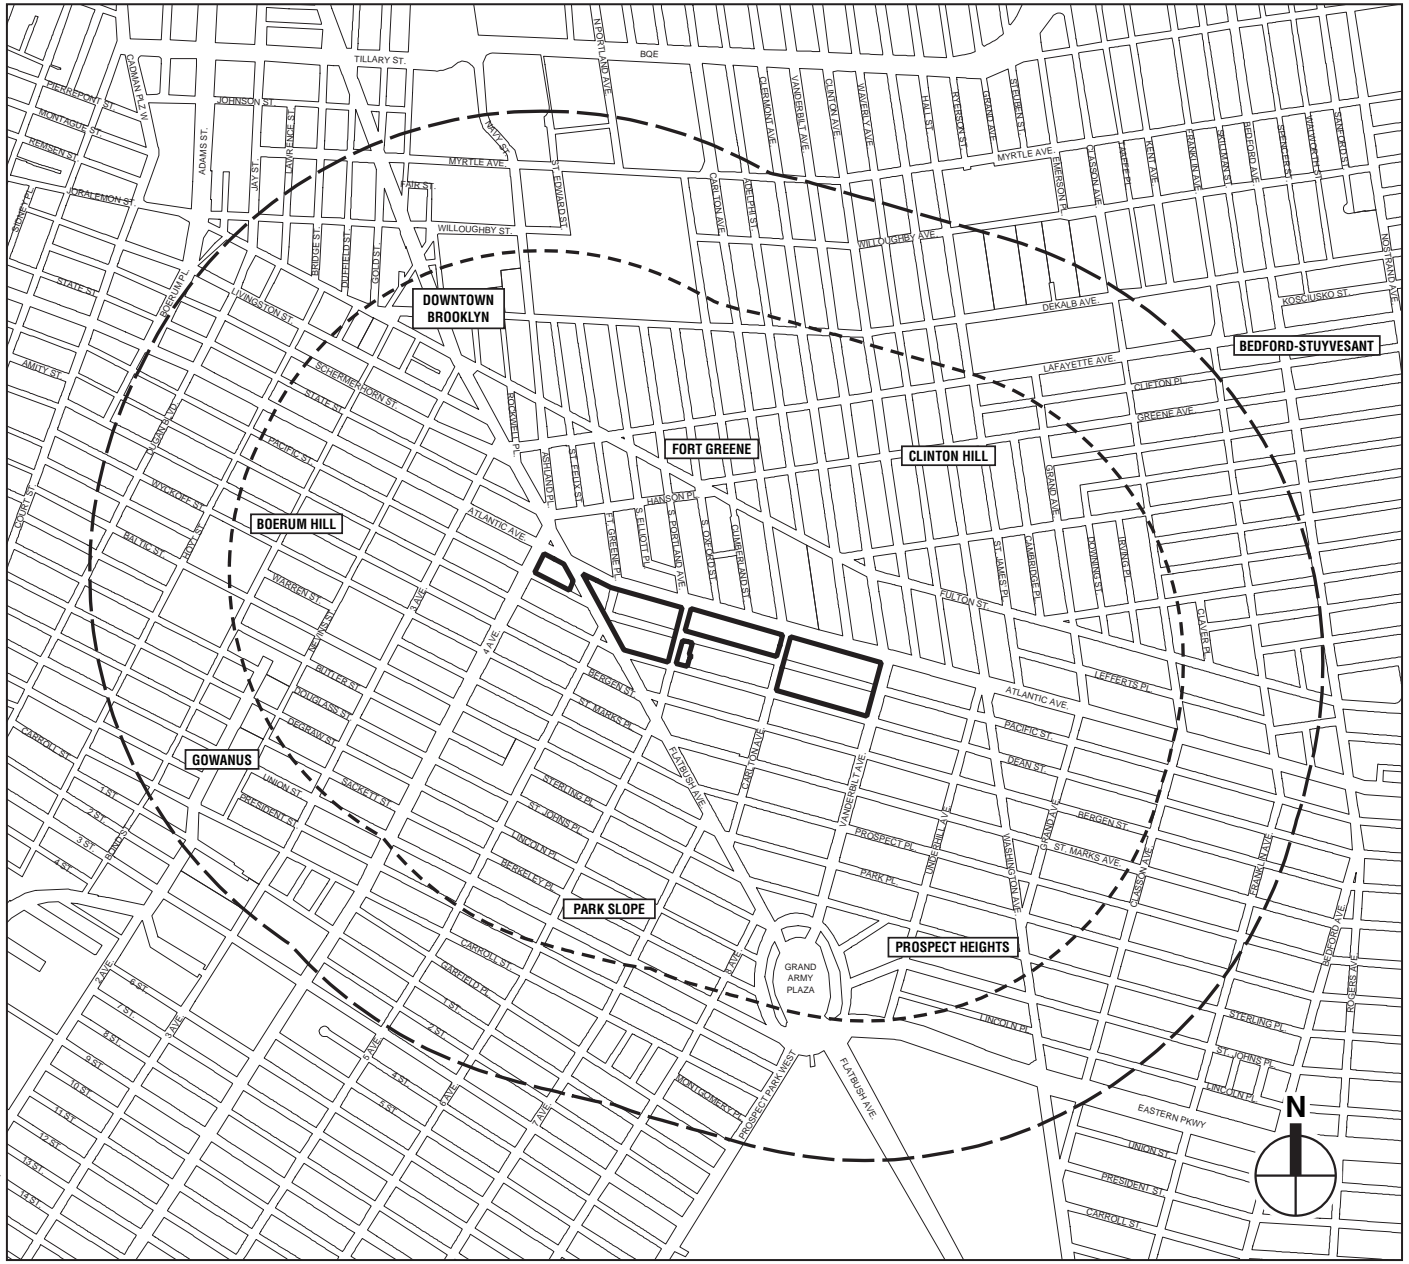 TILLARY ST.
BQE
N PORTLAND AVE
CADMAN PLZ W
PIERREPONT ST.
MONTAGUE ST.
REMSEN ST.
JOHNSON ST.
ADAMS ST.
JAY ST.
LAWRENCE ST.
NAVY ST.
CLERMONT AVE.
VANDERBILT AVE.
CLINTON AVE
WAVERLY AVE.
HALL ST.
RYERSON ST.
GRAND AVE
STEUBEN ST.
MYRTLE AVE.
MYRTLE AVE.
EMERSON PL
CLASSON AVE.
TAAFFE PL.
KENT AVE.
FRANKLIN AVE
SKILLMAN ST.
BEDFORD AVE.
SPENCER ST.
WALWORTH ST.
SANFORD ST.
SIDNEY PL.
JORALEMON ST.
FAIR ST.
ST. EDWARD ST.
CARLTON AVE
ADELPHI ST.
WILLOUGHBY ST.
WILLOUGHBY AVE.
NOSTRAND AVE.
BRIDGE ST.
DUFFIELD ST.
GOLD ST.
STATE ST.
BOERUM PL.
LIVINGSTON ST.
DOWNTOWN
BROOKLYN
DEKALB AVE.
KOSCIUSKO ST.
BEDFORD-STUYVESANT
LAFAYETTE AVE.
CLIFTON PL.
GREENE AVE.
AMITY ST.
SCHERMERHORN ST.
STATE ST.
DUGAN BLVD.
PACIFIC ST.
ROCKWELL PL.
FORT GREENE
CLINTON HILL
ASHLAND PL.
ST. FELIX ST.
GRAND AVE
WYCKOFF ST.
COURT ST.
HANSON PL.
ATLANTIC AVE.
BOERUM HILL
FT. GREENE PL.
S. ELLIOTT PL.
S. PORTLAND AVE.
S. OXFORD ST.
CUMBERLAND ST.
BALTIC ST.
HOYT ST.
ST. JAMES PL
CAMBRIDGE PL
DOWNING ST.
IRVING PL.
WARREN ST.
3 AVE
FULTON ST.
CLAVER PL.
NEVINS ST.
4 AVE.
BUTLER ST.
BERGEN ST.
LEFFERTS PL.
DOUGLASS ST.
ST. MARKS PL.
ATLANTIC AVE.
DEGRAW ST.
PACIFIC ST.
CARROLL ST.
GOWANUS
FLATBUSH AVE.
CARLTON AVE.
VANDERBILT AVE.
DEAN ST.
UNION ST.
SACKETT ST.
STERLING PL.
1 ST.
PRESIDENT ST.
ST. JOHNS PL.
2 ST.
BOND ST.
LINCOLN PL.
PROSPECT PL.
UNDERHILL AVE.
WASHINGTON AVE.
GRAND AVE.
BERGEN ST.
3 ST.
ST. MARKS AVE.
4 ST.
BERKELEY PL.
PARK PL.
CLASSON AVE.
FRANKLIN AVE
PARK SLOPE
PROSPECT HEIGHTS
BEDFORD AVE.
CARROLL ST.
8 AVE
GRAND
ARMY
PLAZA
2 AVE
GARFIELD PL.
ROGERS AVE.
6 ST.
1 ST.
7 ST.
3 AVE
2 ST.
LINCOLN PL.
STERLING PL.
8 ST.
5 AVE
ST. JOHNS PL.
9 ST.
4 ST.
FLATBUSH AVE.
LINCOLN PL.
10 ST.
6 AVE
MONTGOMERY PL.
PROSPECT PARK WEST
11 ST.
5 ST.
7 AVE
EASTERN PKWY
N
12 ST.
UNION ST.
13 ST.
PRESIDENT ST.
14 ST.
CARROLL ST.